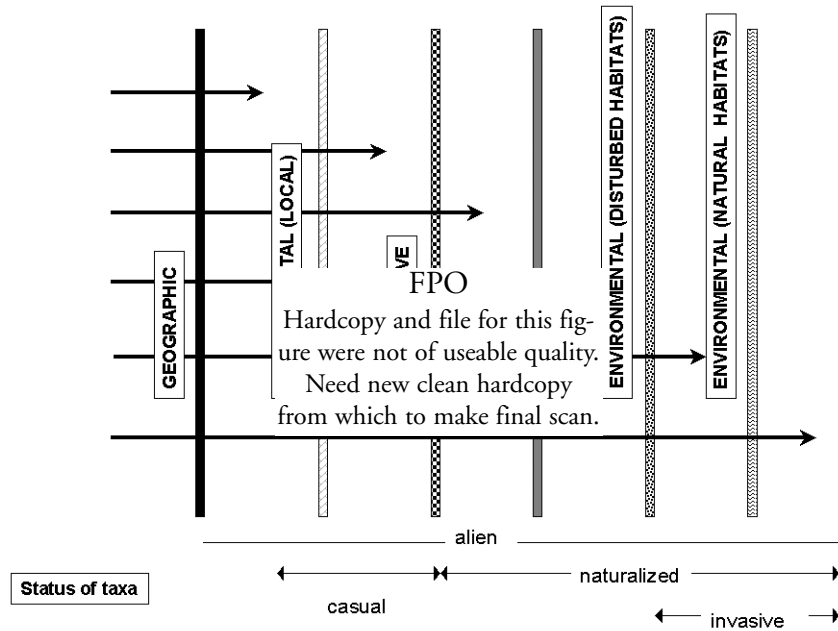 GEOGRAPHIC
(LOCAL)
ENVIRONMENTAL (DISTURBED HABITATS)
ENVIRONMENTAL (NATURAL HABITATS)
FPO
Hardcopy and file for this fig-
ure were not of useable quality.
Need new clean hardcopy
from which to make final scan.
alien
Status of taxa
naturalized
casual
invasive